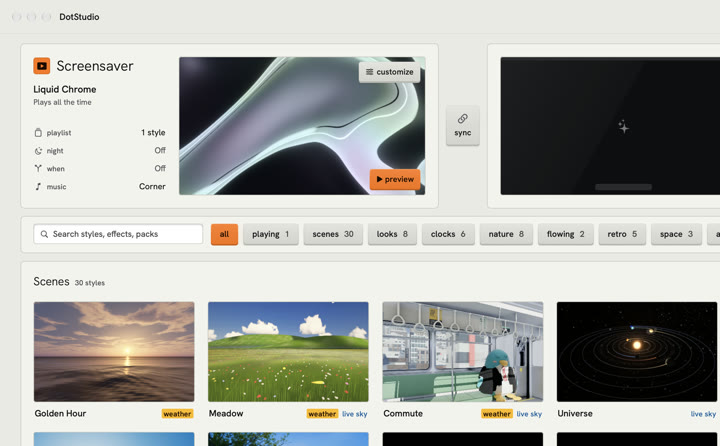 DotStudio
Screensaver
Liquid Chrome
Plays all the time
playlist 1 style
night Off
when Off
music Corner
customize
preview
sync
Search styles, effects, packs
all playing 1 scenes 30 looks 8 clocks 6 nature 8 flowing 2 retro 5 space 3
Scenes 30 styles
Golden Hour weather
Meadow weather live sky
Commute weather live sky
Universe live sky